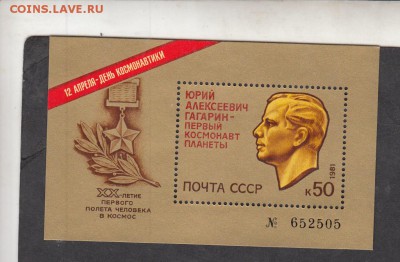 COINS.LAVE.RU
12 АПРЕЛЯ - ДЕНЬ КОСМОНАВТИКИ
ЮРИЙ
АЛЕКСЕЕВИЧ
ГАГАРИН-
ПЕРВЫЙ
КОСМОНАВТ
ПЛАНЕТЫ
XX-ЛЕТИЕ
ПЕРВОГО
ПОЛЕТА ЧЕЛОВЕКА
В КОСМОС
1981
ПОЧТА СССР
К50
№ 652505